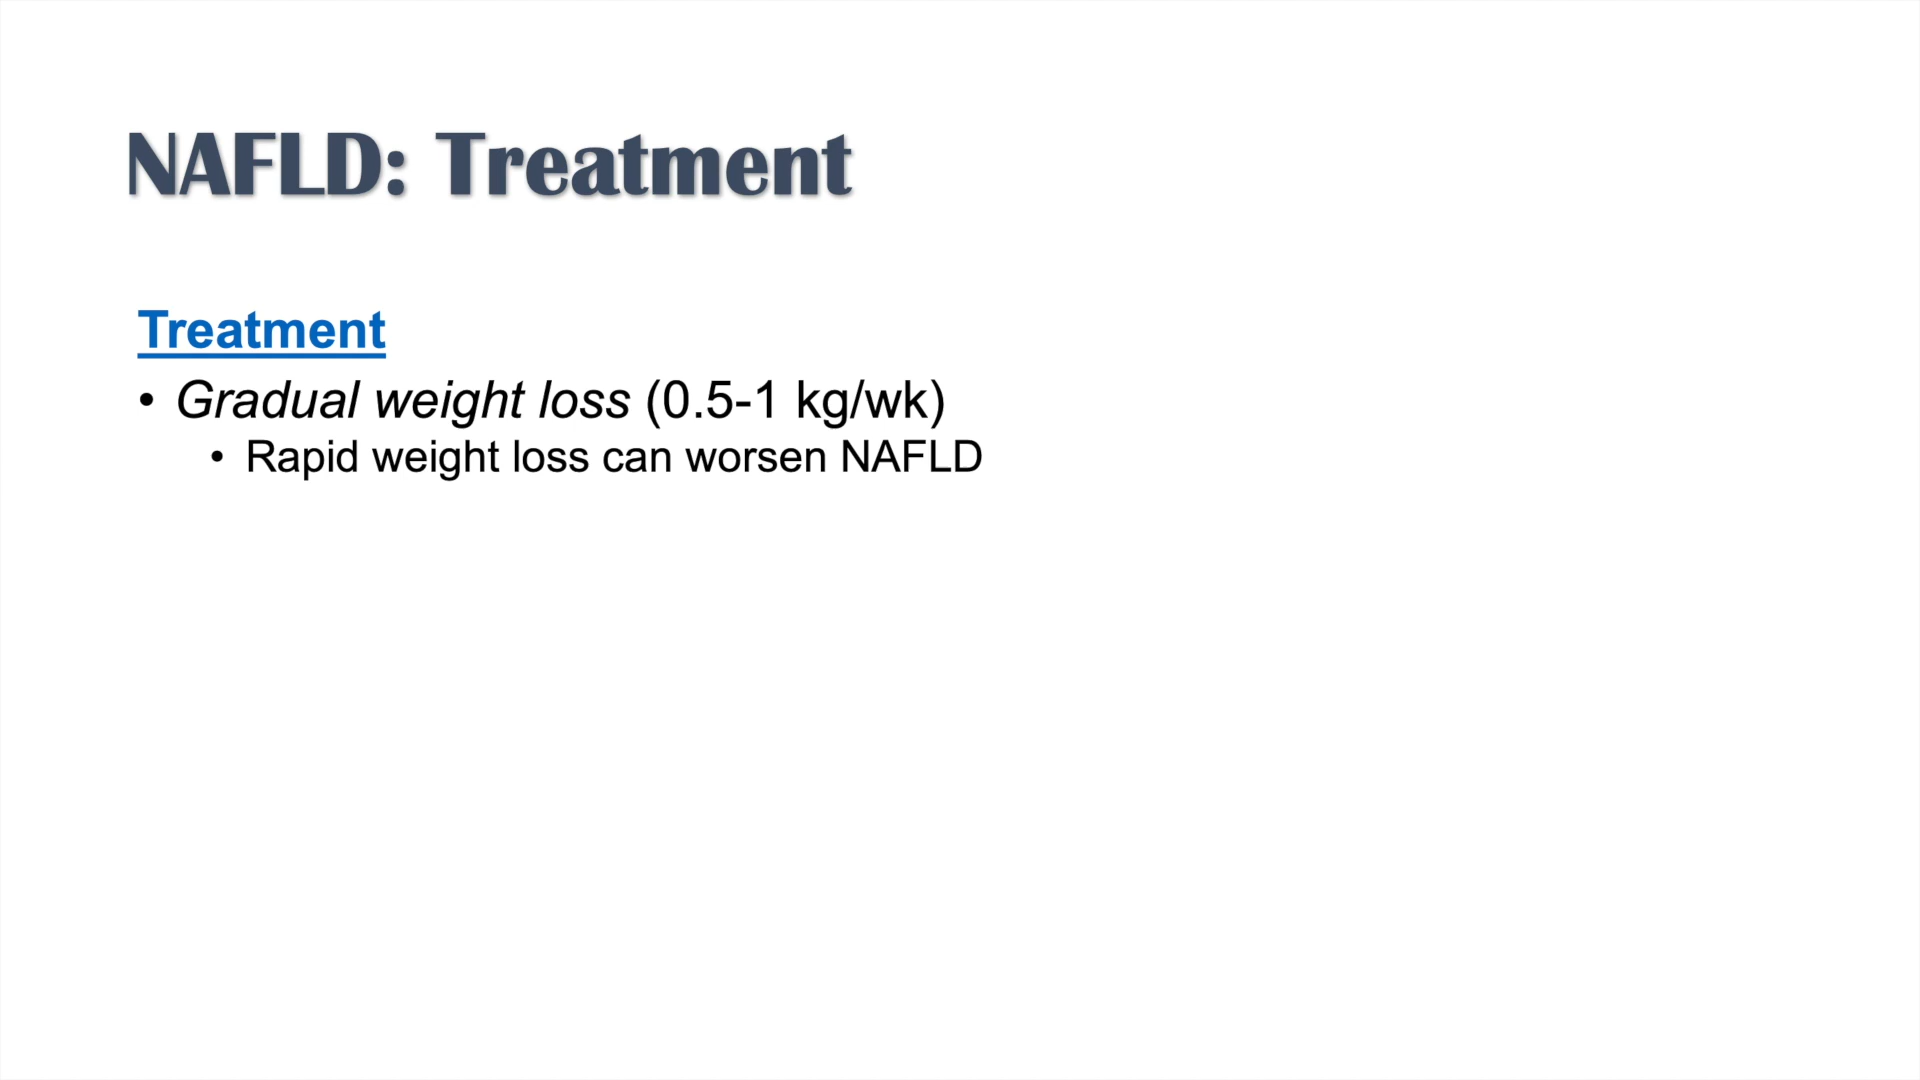 NAFLD: Treatment
Treatment
• Gradual weight loss (0.5-1 kg/wk)
• Rapid weight loss can worsen NAFLD